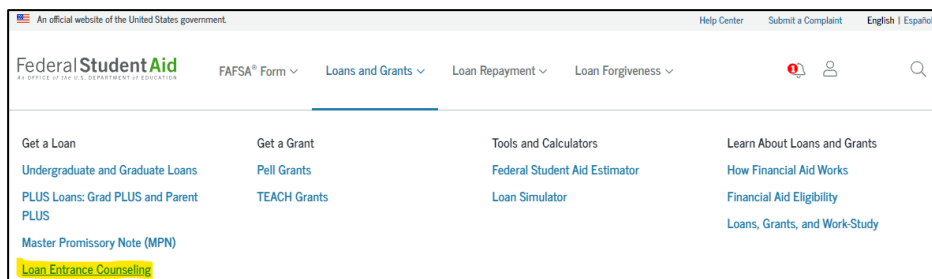 An official website of the United States government.
Help Center Submit a Complaint English | Español
Federal Student Aid
An OFFICE of the U.S. DEPARTMENT of EDUCATION
FAFSA® Form Loans and Grants Loan Repayment Loan Forgiveness 1
Get a Loan
Undergraduate and Graduate Loans
PLUS Loans: Grad PLUS and Parent
PLUS
Master Promissory Note (MPN)
Loan Entrance Counseling
Get a Grant
Pell Grants
TEACH Grants
Tools and Calculators
Federal Student Aid Estimator
Loan Simulator
Learn About Loans and Grants
How Financial Aid Works
Financial Aid Eligibility
Loans, Grants, and Work-Study